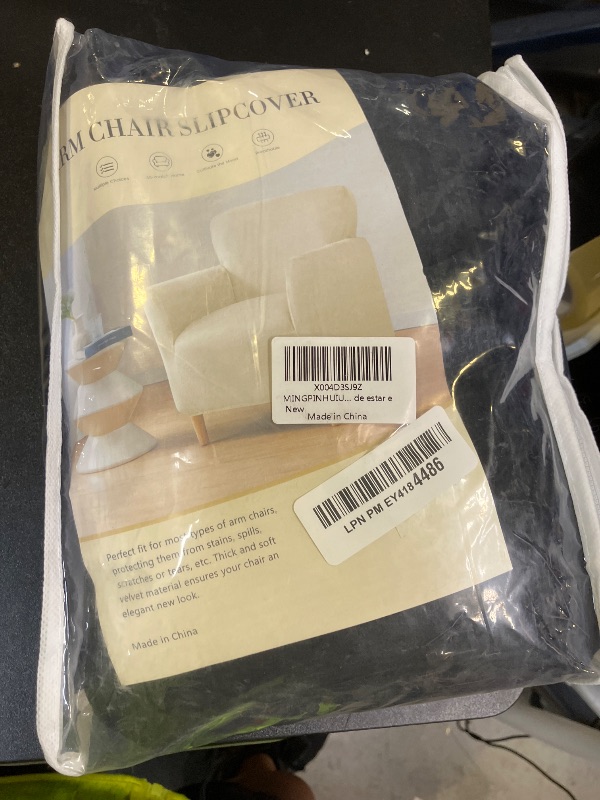 RM CHAIR SLIPCOVER
X004D3SJ9Z
MINGPINHUIU... de estar e
New
Made in China
LPN PM EY4184486
Perfect fit for most types of arm chairs,
protecting them from stains, spills,
scratches or tears, etc. Thick and soft
velvet material ensures your chair an
elegant new look.
Made in China